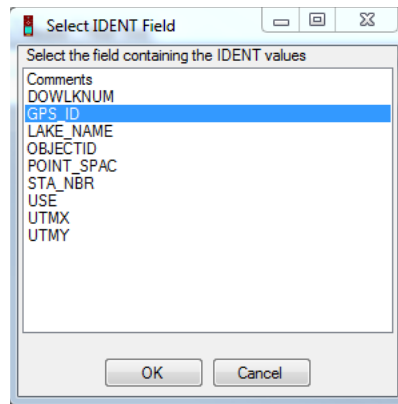 Select IDENT Field
Select the field containing the IDENT values
Comments
DOWLKNUM
GPS_ID
LAKE_NAME
OBJECTID
POINT_SPAC
STA_NBR
USE
UTMX
UTMY
OK Cancel